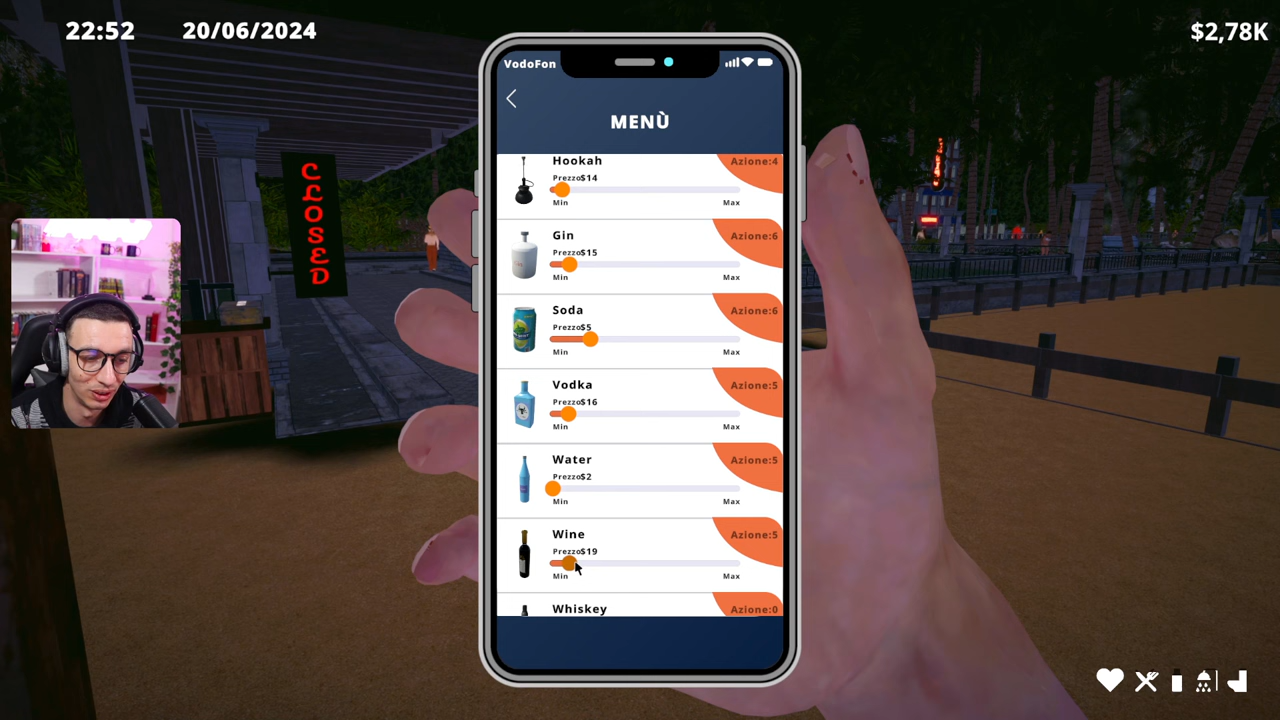 22:52 20/06/2024
$2,78K
VodoFon
MENÙ
Hookah
Azione:4
Prezzo$14
Min Max
Gin
Azione:6
Prezzo$15
Min Max
Soda
Azione:6
Prezzo$5
Min Max
Vodka
Azione:5
Prezzo$16
Min Max
Water
Azione:5
Prezzo$2
Min Max
Wine
Azione:5
Prezzo$19
Min Max
Whiskey
Azione:0
CLOSED